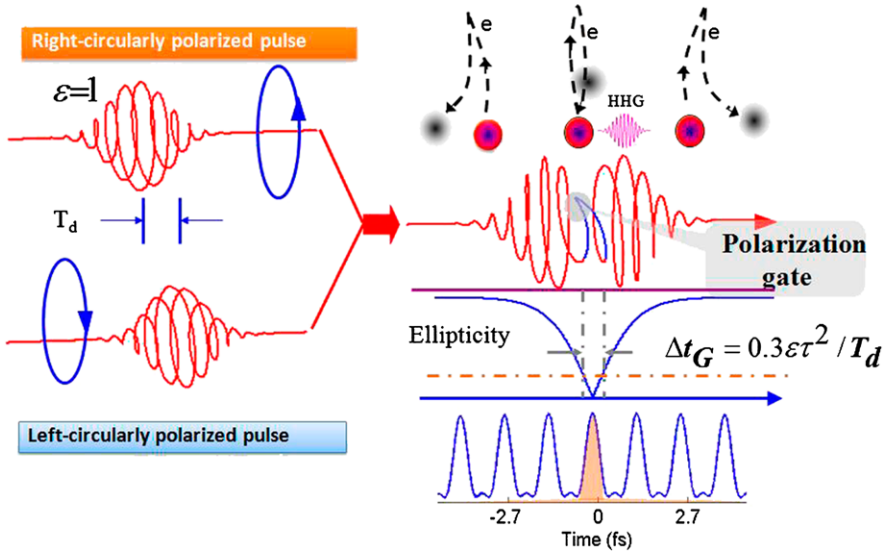 Right-circularly polarized pulse
ε=1
T_d
Left-circularly polarized pulse
e
e
e
HHG
Polarization
gate
Ellipticity
Δt_G = 0.3ετ² / T_d
-2.7 0 2.7
Time (fs)